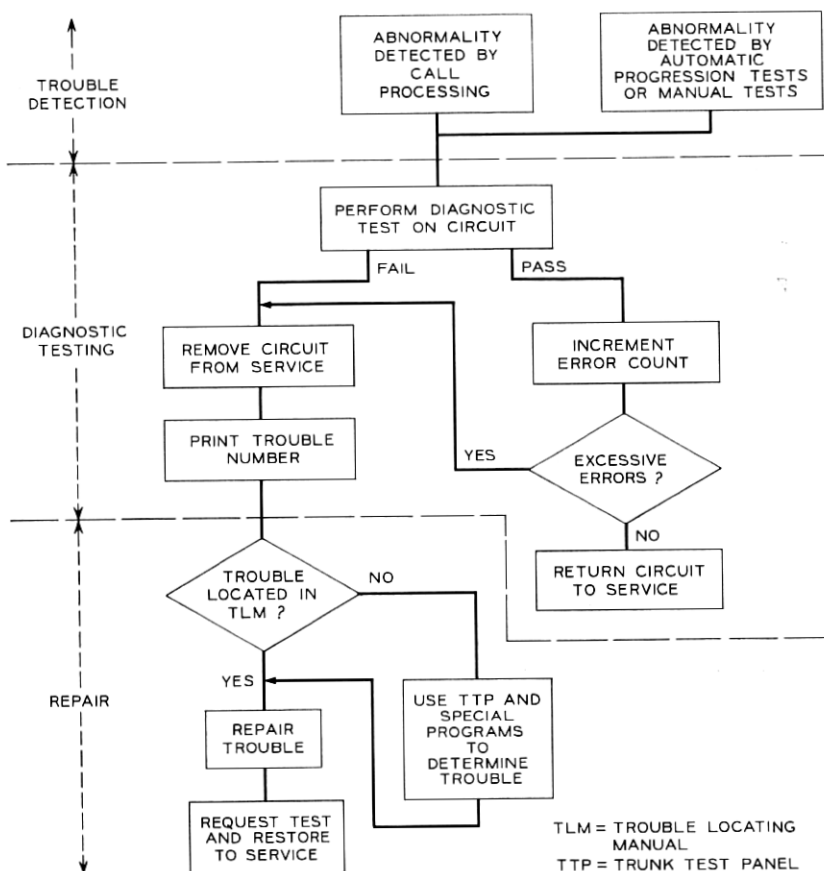 ABNORMALITY
DETECTED BY
CALL
PROCESSING
ABNORMALITY
DETECTED BY
AUTOMATIC
PROGRESSION TESTS
OR MANUAL TESTS
TROUBLE
DETECTION
PERFORM DIAGNOSTIC
TEST ON CIRCUIT
FAIL
PASS
DIAGNOSTIC
TESTING
REMOVE CIRCUIT
FROM SERVICE
INCREMENT
ERROR COUNT
PRINT TROUBLE
NUMBER
YES
EXCESSIVE
ERRORS ?
NO
RETURN CIRCUIT
TO SERVICE
TROUBLE
LOCATED IN
TLM ?
NO
YES
REPAIR
REPAIR
TROUBLE
USE TTP AND
SPECIAL
PROGRAMS
TO
DETERMINE
TROUBLE
REQUEST TEST
AND RESTORE
TO SERVICE
TLM = TROUBLE LOCATING
MANUAL
TTP = TRUNK TEST PANEL